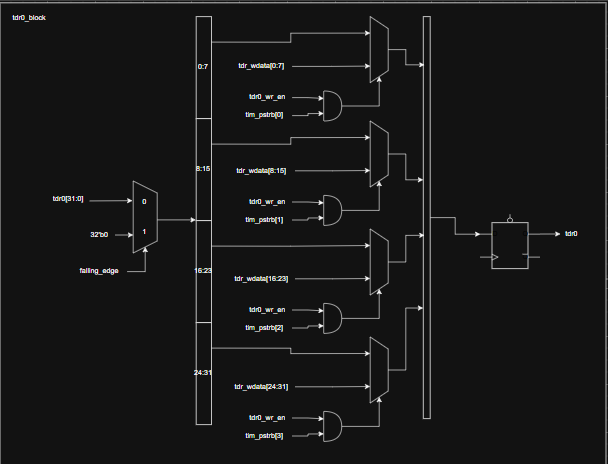 tdr0_block
0:7
tdr_wdata[0:7]
tdr0_wr_en
tim_pstrb[0]
8:15
tdr_wdata[8:15]
tdr0_wr_en
tim_pstrb[1]
tdr0[31:0]
0
32'b0
1
falling_edge
tdr0
16:23
tdr_wdata[16:23]
tdr0_wr_en
tim_pstrb[2]
24:31
tdr_wdata[24:31]
tdr0_wr_en
tim_pstrb[3]